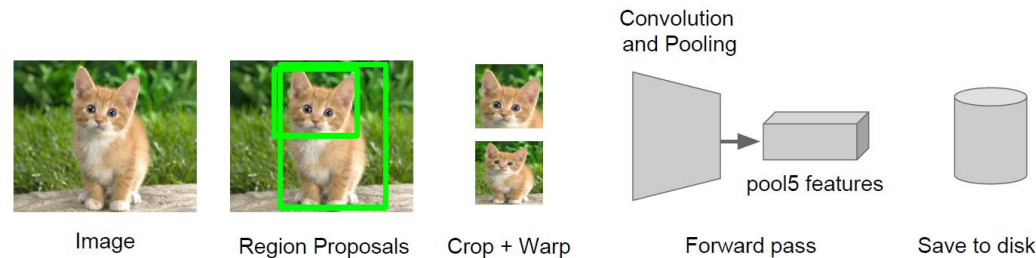 Convolution
and Pooling
pool5 features
Image
Region Proposals
Crop + Warp
Forward pass
Save to disk